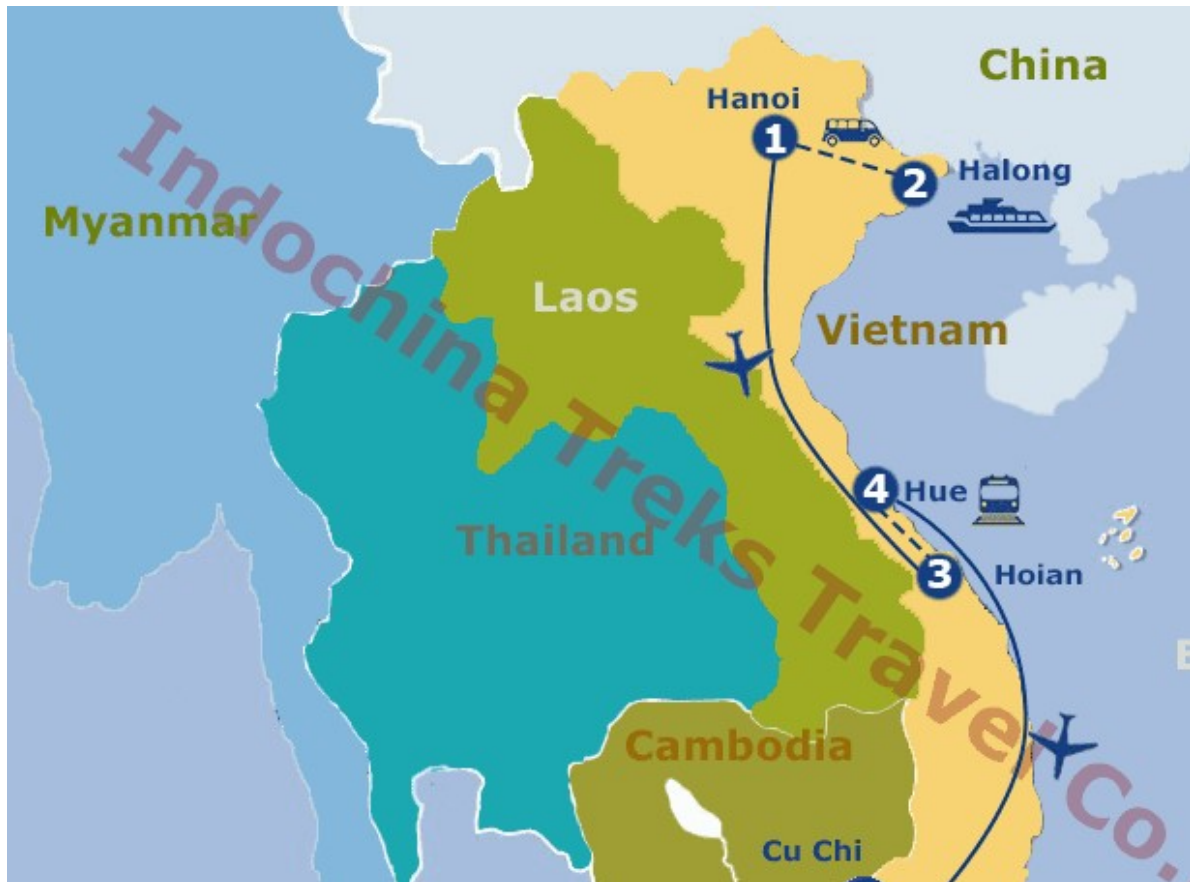 China
Hanoi
1
2
Halong
Myanmar
Laos
Vietnam
4
Hue
Thailand
3
Hoian
Cambodia
Cu Chi
Indochina Treks Travel Co.